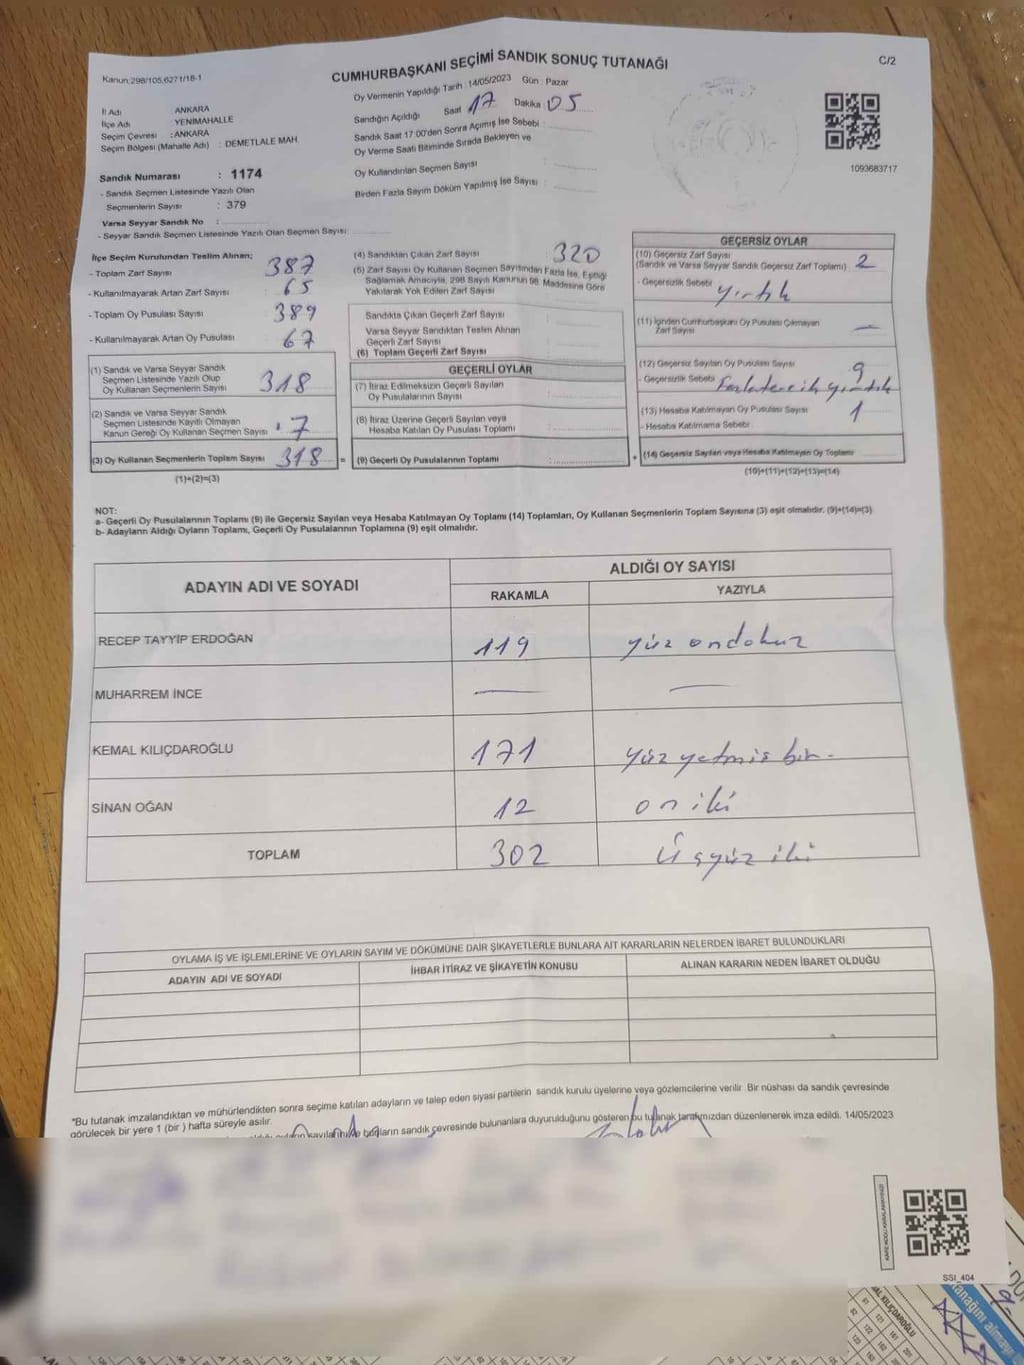 Kanun:298/105,6271/18-1
CUMHURBAŞKANI SEÇİMİ SANDIK SONUÇ TUTANAĞI
C/2
Oy Vermenin Yapıldığı Tarih : 14/05/2023 Gün : Pazar
Sandığın Açıldığı Saat 17 Dakika 05
Sandık Saat 17:00'den Sonra Açımış İse Sebebi :
Oy Verme Saati Bitiminde Sırada Bekleyen ve
Oy Kullandırılan Seçmen Sayısı :
Birden Fazla Sayım Döküm Yapılmış İse Sayısı :
İl Adı : ANKARA
İlçe Adı : YENİMAHALLE
Seçim Çevresi : ANKARA
Seçim Bölgesi (Mahalle Adı) : DEMETLALE MAH
1093683717
Sandık Numarası : 1174
- Sandık Seçmen Listesinde Yazılı Olan
Seçmenlerin Sayısı : 379
Varsa Seyyar Sandık No :
- Seyyar Sandık Seçmen Listesinde Yazılı Olan Seçmen Sayısı:
İlçe Seçim Kurulundan Teslim Alınan;
- Toplam Zarf Sayısı 387
- Kullanılmayarak Artan Zarf Sayısı 65
- Toplam Oy Pusulası Sayısı 389
- Kullanılmayarak Artan Oy Pusulası 67
(1) Sandık ve Varsa Seyyar Sandık
Seçmen Listesinde Yazılı Olup
Oy Kullanan Seçmenlerin Sayısı 318
(2) Sandık ve Varsa Seyyar Sandık
Seçmen Listesinde Kayıtlı Olmayan
Kanun Gereği Oy Kullanan Seçmen Sayısı 7
(3) Oy Kullanan Seçmenlerin Toplam Sayısı 318 =
(1)+(2)=(3)
(4) Sandıktan Çıkan Zarf Sayısı 320
(5) Zarf Sayısı Oy Kullanan Seçmen Sayısından Fazla İse, Eşitliği
Sağlamak Amacıyla, 298 Sayılı Kanunun 98. Maddesine Göre
Yakılarak Yok Edilen Zarf Sayısı
Sandıkta Çıkan Geçerli Zarf Sayısı :
Varsa Seyyar Sandıktan Teslim Alınan
Geçerli Zarf Sayısı :
(6) Toplam Geçerli Zarf Sayısı
GEÇERLİ OYLAR
(7) İtiraz Edilmeksizin Geçerli Sayılan
Oy Pusulalarının Sayısı :
(8) İtiraz Üzerine Geçerli Sayılan veya
Hesaba Katılan Oy Pusulası Toplamı :
(9) Geçerli Oy Pusulalarının Toplamı : +
GEÇERSİZ OYLAR
(10) Geçersiz Zarf Sayısı
(Sandık ve Varsa Seyyar Sandık Geçersiz Zarf Toplamı) 2
- Geçersizlik Sebebi yırtık
(11) İçinden Cumhurbaşkanı Oy Pusulası Çıkmayan
Zarf Sayısı —
(12) Geçersiz Sayılan Oy Pusulası Sayısı 9
- Geçersizlik Sebebi yırtık
(13) Hesaba Katılmayan Oy Pusulası Sayısı 1
- Hesaba Katılmama Sebebi
(14) Geçersiz Sayılan veya Hesaba Katılmayan Oy Toplamı
(10)+(11)+(12)+(13)=(14)
NOT:
a- Geçerli Oy Pusulalarının Toplamı (9) ile Geçersiz Sayılan veya Hesaba Katılmayan Oy Toplamı (14) Toplamları, Oy Kullanan Seçmenlerin Toplam Sayısına (3) eşit olmalıdır. (9)+(14)=(3)
b- Adayların Aldığı Oyların Toplamı, Geçerli Oy Pusulalarının Toplamına (9) eşit olmalıdır.
ADAYIN ADI VE SOYADI
ALDIĞI OY SAYISI
RAKAMLA YAZIYLA
RECEP TAYYİP ERDOĞAN 119 yüz ondokuz
MUHARREM İNCE — —
KEMAL KILIÇDAROĞLU 171 yüz yetmiş bir
SİNAN OĞAN 12 on iki
TOPLAM 302 Üçyüz iki
OYLAMA İŞ VE İŞLEMLERİNE VE OYLARIN SAYIM VE DÖKÜMÜNE DAİR ŞİKAYETLERLE BUNLARA AİT KARARLARIN NELERDEN İBARET BULUNDUKLARI
ADAYIN ADI VE SOYADI İHBAR İTİRAZ VE ŞİKAYETİN KONUSU ALINAN KARARIN NEDEN İBARET OLDUĞU
*Bu tutanak imzalandıktan ve mühürlendikten sonra seçime katılan adayların ve talep eden siyasi partilerin sandık kurulu üyelerine veya gözlemcilerine verilir. Bir nüshası da sandık çevresinde
görülecek bir yere 1 (bir ) hafta süreyle asılır.
sandık çevresinde bulunanlara duyurulduğunu gösteren bu tutanak tarafımızdan düzenlenerek imza edildi. 14/05/2023
SSI_404
KILIÇDAROĞLU